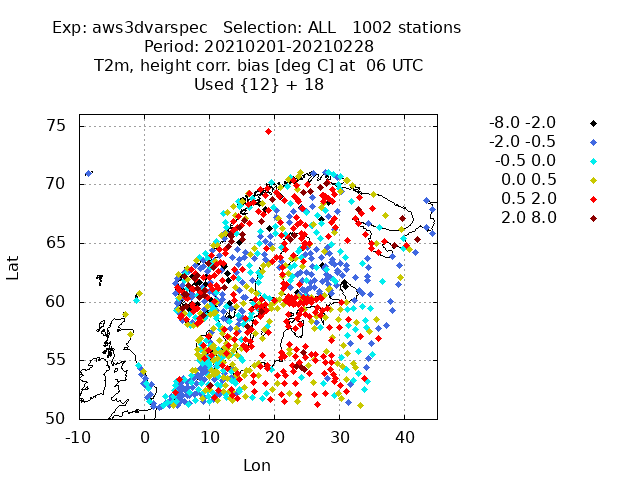 Exp: aws3dvarspec   Selection: ALL   1002 stations
Period: 20210201-20210228
T2m, height corr. bias [deg C] at  06 UTC
Used {12} + 18
-8.0 -2.0
-2.0 -0.5
-0.5 0.0
0.0 0.5
0.5 2.0
2.0 8.0
75
70
65
60
55
50
Lat
-10 0 10 20 30 40
Lon